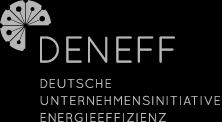 DENEFF
DEUTSCHE
UNTERNEHMENSINITIATIVE
ENERGIEEFFIZIENZ